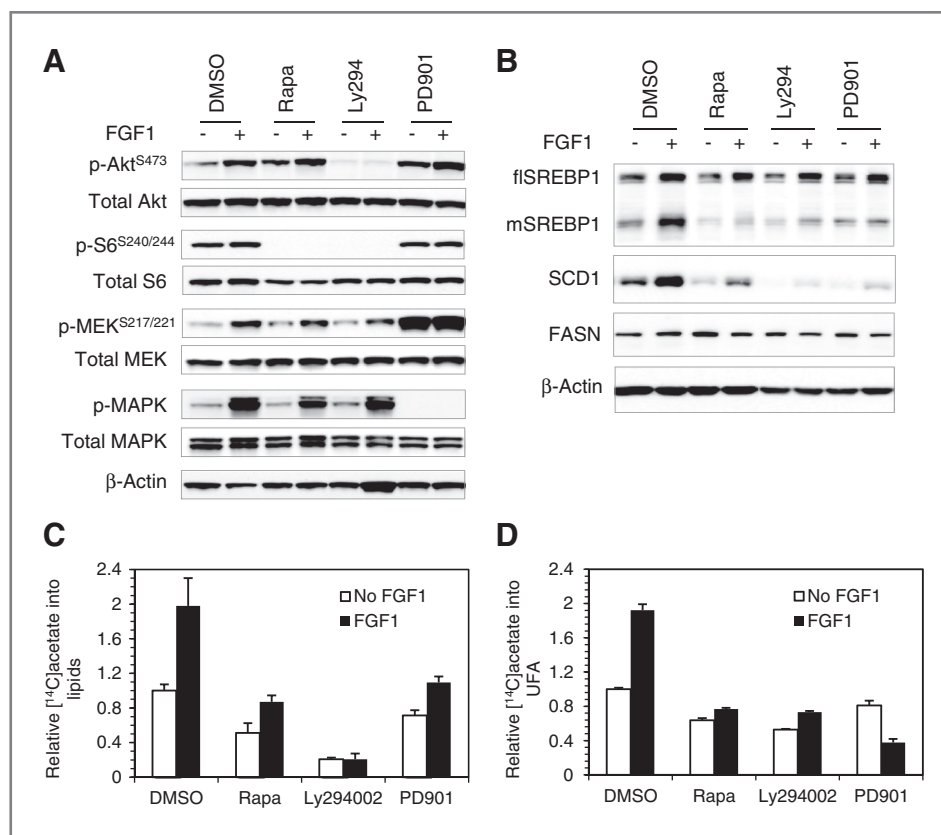 A
DMSO Rapa Ly294 PD901
FGF1 - + - + - + - +
p-Akt^S473
Total Akt
p-S6^S240/244
Total S6
p-MEK^S217/221
Total MEK
p-MAPK
Total MAPK
β-Actin
B
DMSO Rapa Ly294 PD901
FGF1 - + - + - + - +
flSREBP1
mSREBP1
SCD1
FASN
β-Actin
C
Relative [¹⁴C]acetate into
lipids
2.4
2
1.6
1.2
0.8
0.4
0
No FGF1
FGF1
DMSO Rapa Ly294002 PD901
D
Relative [¹⁴C]acetate into
UFA
2.4
2
1.6
1.2
0.8
0.4
0
No FGF1
FGF1
DMSO Rapa Ly294002 PD901